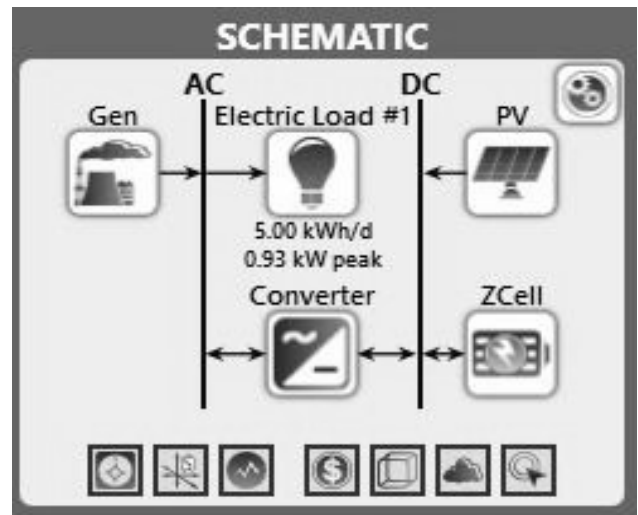 SCHEMATIC
AC DC
Gen Electric Load #1 PV
5.00 kWh/d
0.93 kW peak
Converter ZCell
$